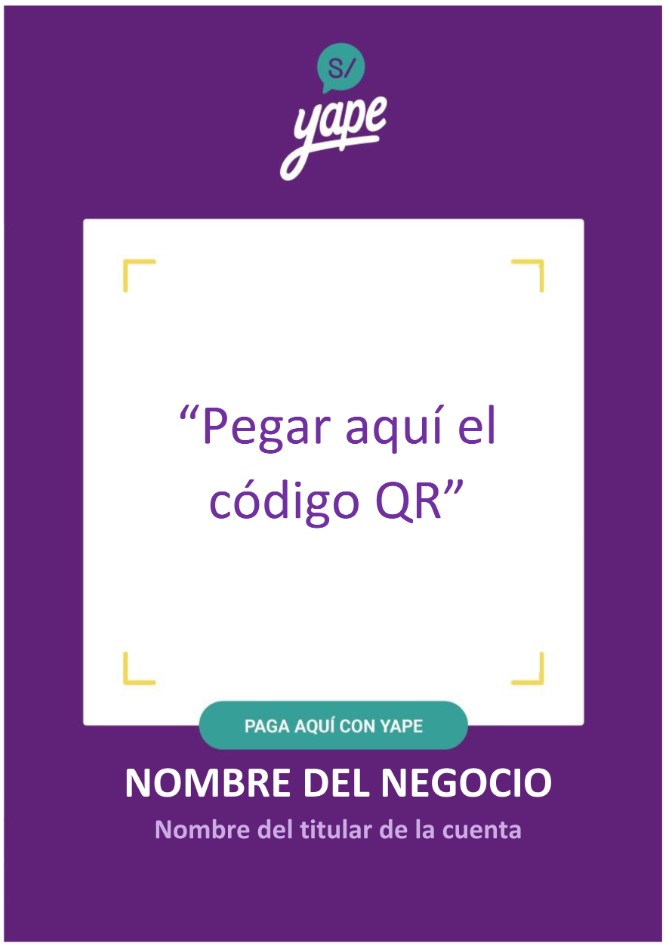 S/
yape
“Pegar aquí el
código QR”
PAGA AQUÍ CON YAPE
NOMBRE DEL NEGOCIO
Nombre del titular de la cuenta